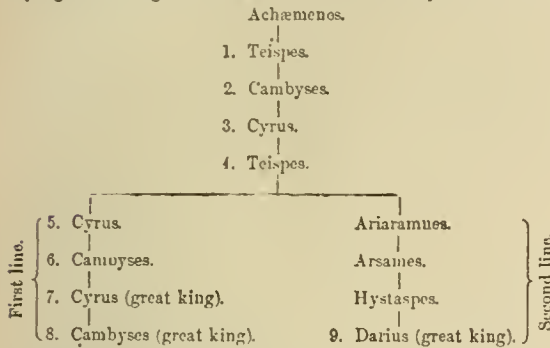 Achæmenos.
1. Teispes.
2. Cambyses.
3. Cyrus.
4. Teispes.
First line.
5. Cyrus. Ariaramues.
6. Cambyses. Arsames.
7. Cyrus (great king). Hystaspes.
8. Cambyses (great king). 9. Darius (great king).
Second line.